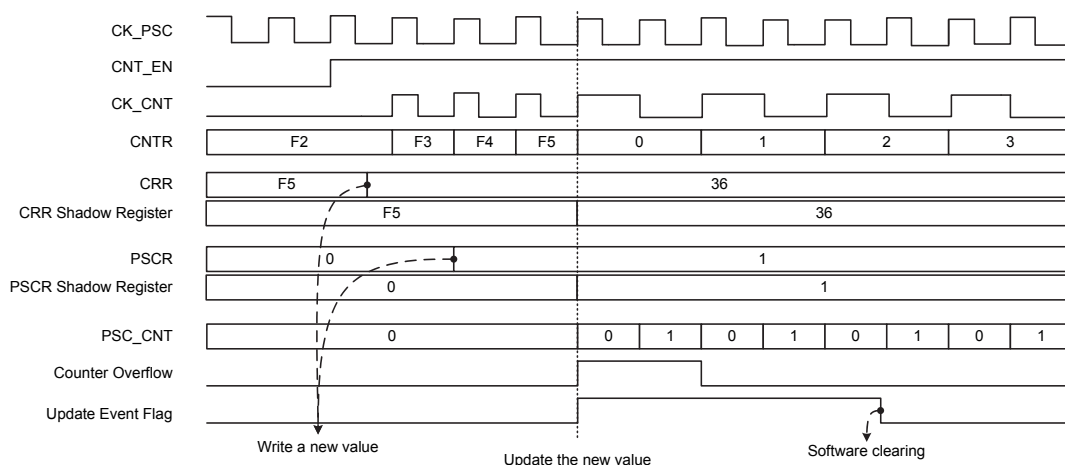 CK_PSC
CNT_EN
CK_CNT
CNTR F2 F3 F4 F5 0 1 2 3
CRR F5 36
CRR Shadow Register F5 36
PSCR 0 1
PSCR Shadow Register 0 1
PSC_CNT 0 0 1 0 1 0 1 0 1
Counter Overflow
Update Event Flag
Write a new value Update the new value Software clearing